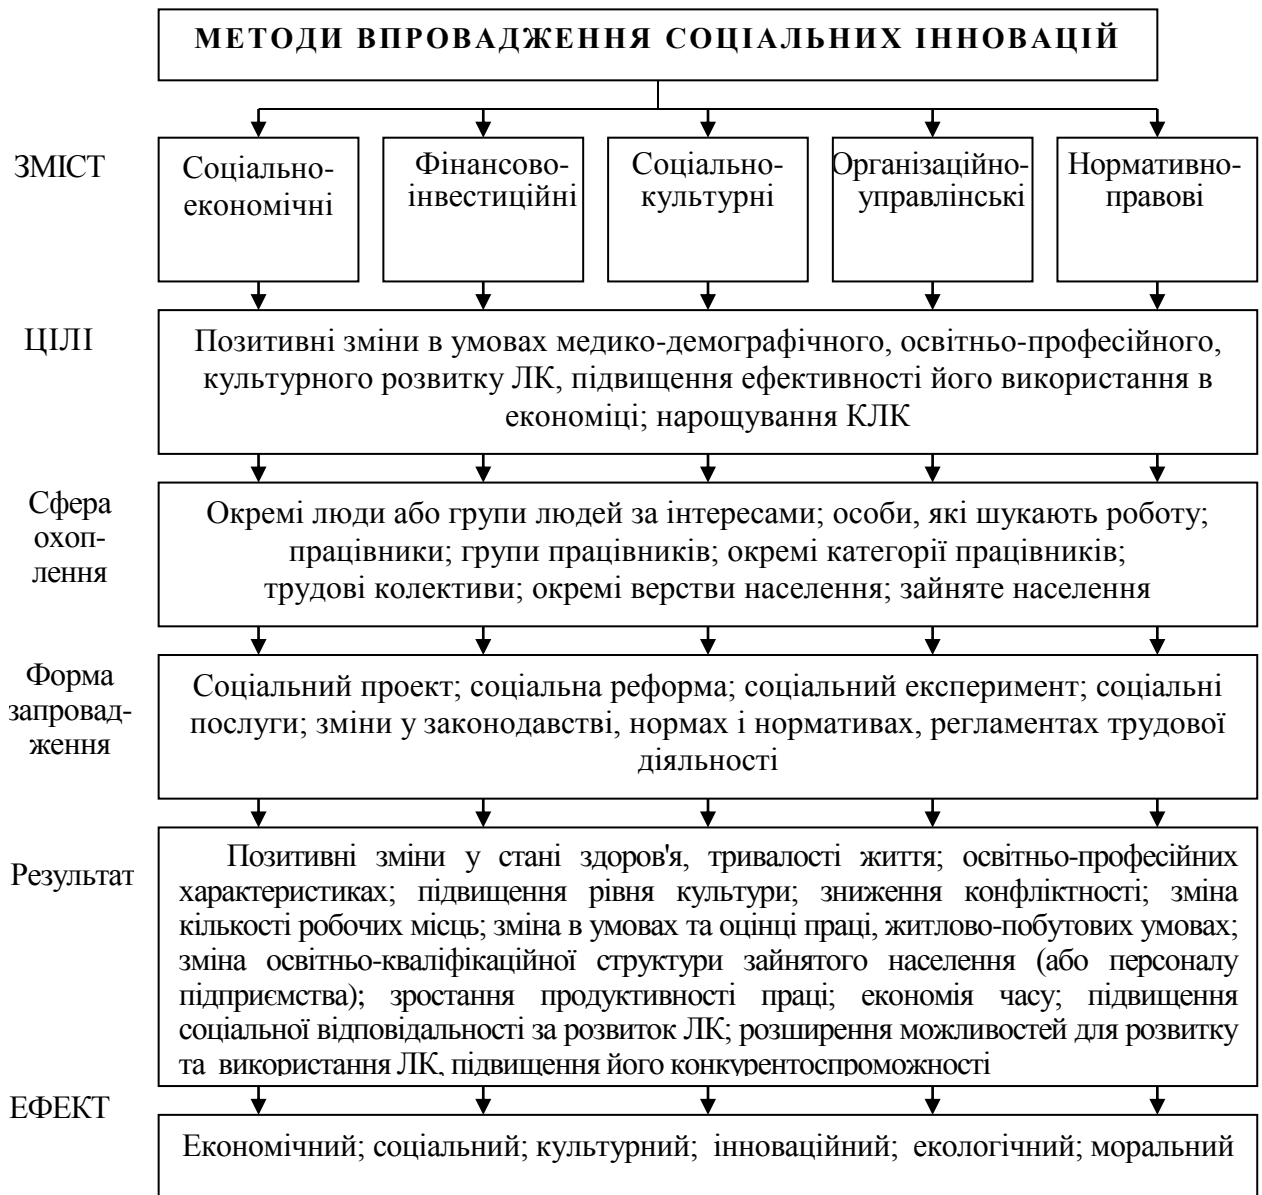 МЕТОДИ ВПРОВАДЖЕННЯ СОЦІАЛЬНИХ ІННОВАЦІЙ
ЗМІСТ
Соціально-
економічні
Фінансово-
інвестиційні
Соціально-
культурні
Організаційно-
управлінські
Нормативно-
правові
ЦІЛІ
Позитивні зміни в умовах медико-демографічного, освітньо-професійного,
культурного розвитку ЛК, підвищення ефективності його використання в
економіці; нарощування КЛК
Сфера
охоп-
лення
Окремі люди або групи людей за інтересами; особи, які шукають роботу;
працівники; групи працівників; окремі категорії працівників;
трудові колективи; окремі верстви населення; зайняте населення
Форма
запровад-
ження
Соціальний проект; соціальна реформа; соціальний експеримент; соціальні
послуги; зміни у законодавстві, нормах і нормативах, регламентах трудової
діяльності
Результат
Позитивні зміни у стані здоров'я, тривалості життя; освітньо-професійних
характеристиках; підвищення рівня культури; зниження конфліктності; зміна
кількості робочих місць; зміна в умовах та оцінці праці, житлово-побутових умовах;
зміна освітньо-кваліфікаційної структури зайнятого населення (або персоналу
підприємства); зростання продуктивності праці; економія часу; підвищення
соціальної відповідальності за розвиток ЛК; розширення можливостей для розвитку
та використання ЛК, підвищення його конкурентоспроможності
ЕФЕКТ
Економічний; соціальний; культурний; інноваційний; екологічний; моральний